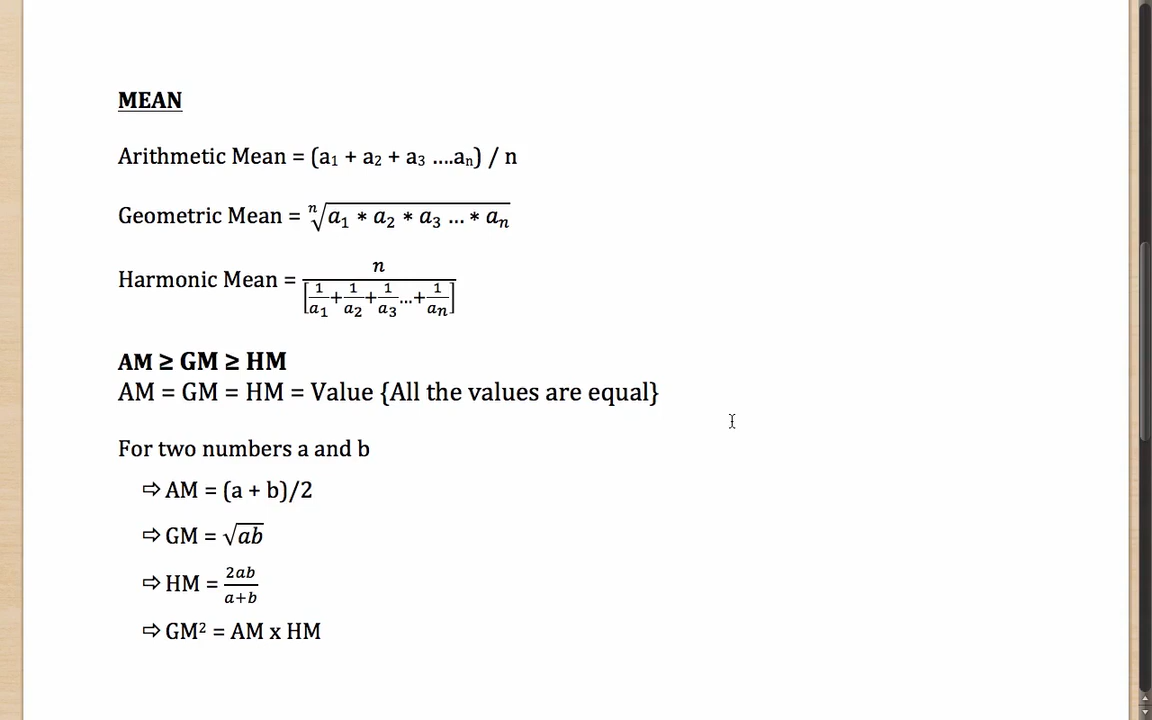 MEAN
Arithmetic Mean = (a₁ + a₂ + a₃ ....aₙ) / n
Geometric Mean = ⁿ√(a₁ * a₂ * a₃ ... * aₙ)
Harmonic Mean = n / [1/a₁ + 1/a₂ + 1/a₃ ... + 1/aₙ]
AM ≥ GM ≥ HM
AM = GM = HM = Value {All the values are equal}
For two numbers a and b
⇨ AM = (a + b)/2
⇨ GM = √ab
⇨ HM = 2ab / a+b
⇨ GM² = AM x HM